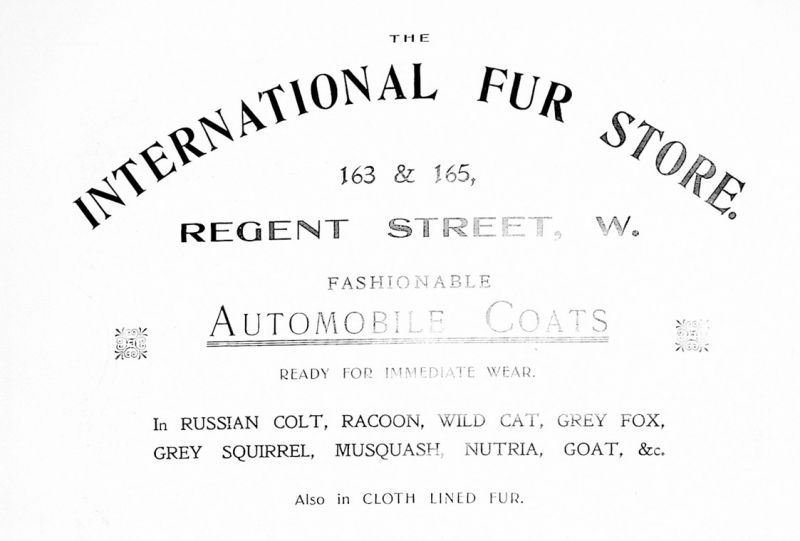 THE
INTERNATIONAL FUR STORE.
163 & 165,
REGENT STREET, W.
FASHIONABLE
AUTOMOBILE COATS
READY FOR IMMEDIATE WEAR.
In RUSSIAN COLT, RACOON, WILD CAT, GREY FOX,
GREY SQUIRREL, MUSQUASH, NUTRIA, GOAT, &c.
Also in CLOTH LINED FUR.